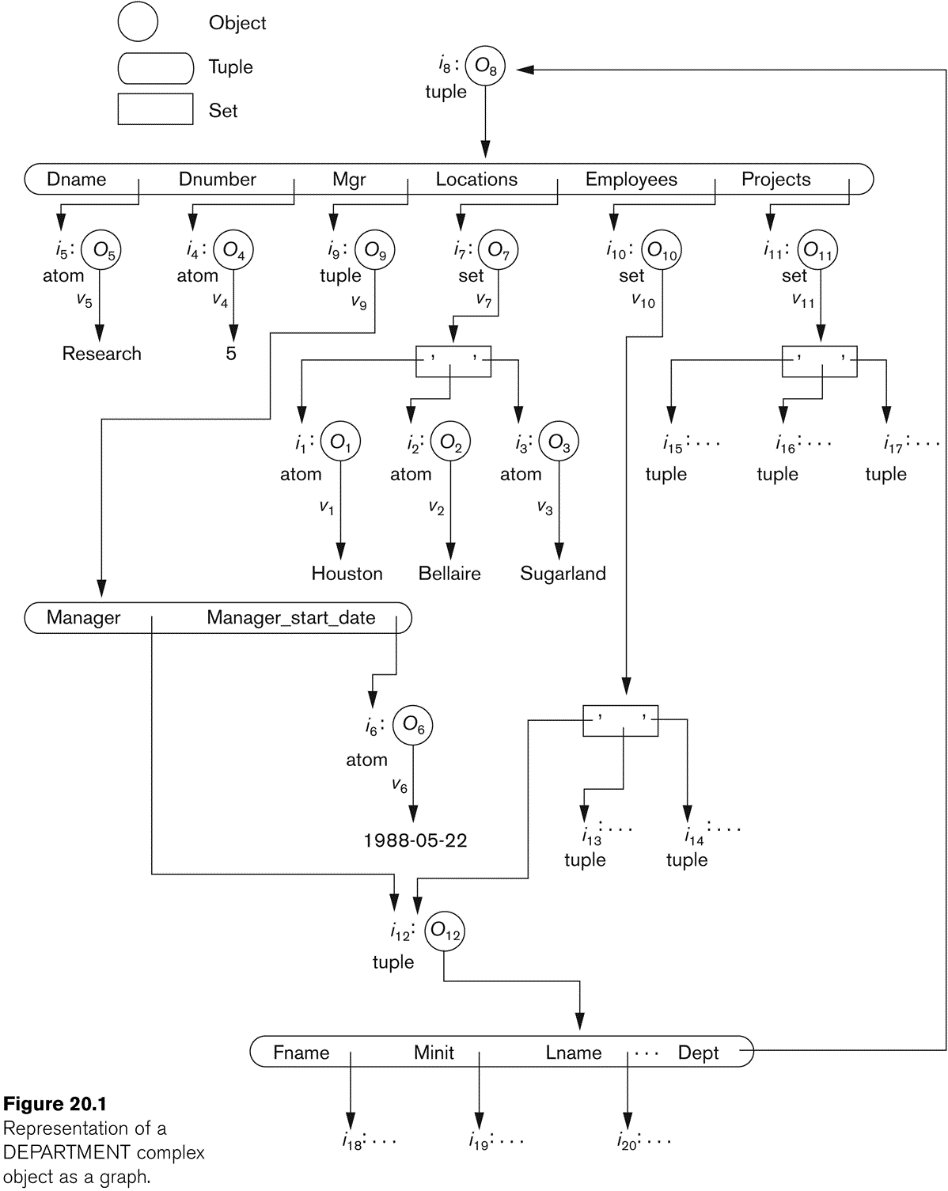 Object
Tuple
Set
i8: O8
tuple
Dname Dnumber Mgr Locations Employees Projects
i5: O5 i4: O4 i9: O9 i7: O7 i10: O10 i11: O11
atom atom tuple set set set
v5 v4 v9 v7 v10 v11
Research 5
, , , ,
i1: O1 i2: O2 i3: O3 i15: . . . i16: . . . i17: . . .
atom atom atom tuple tuple tuple
v1 v2 v3
Houston Bellaire Sugarland
Manager Manager_start_date
i6: O6 , ,
atom
v6
1988-05-22 i13: . . . i14: . . .
tuple tuple
i12: O12
tuple
Fname Minit Lname . . . Dept
i18: . . . i19: . . . i20: . . .
Figure 20.1
Representation of a
DEPARTMENT complex
object as a graph.